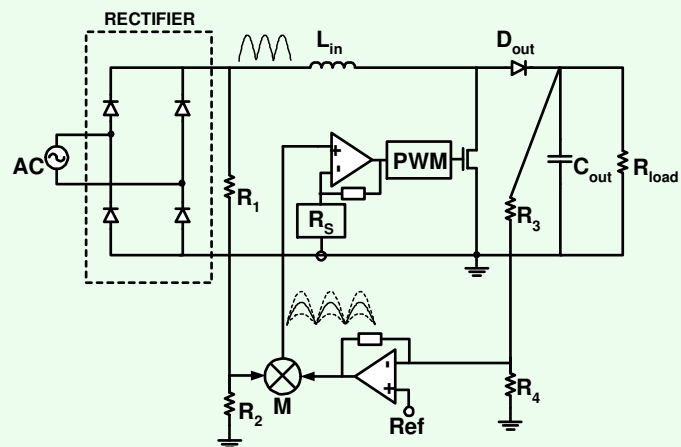 RECTIFIER
L_in
D_out
AC
R_1
+
-
PWM
R_S
C_out
R_load
R_3
R_2
M
-
+
Ref
R_4